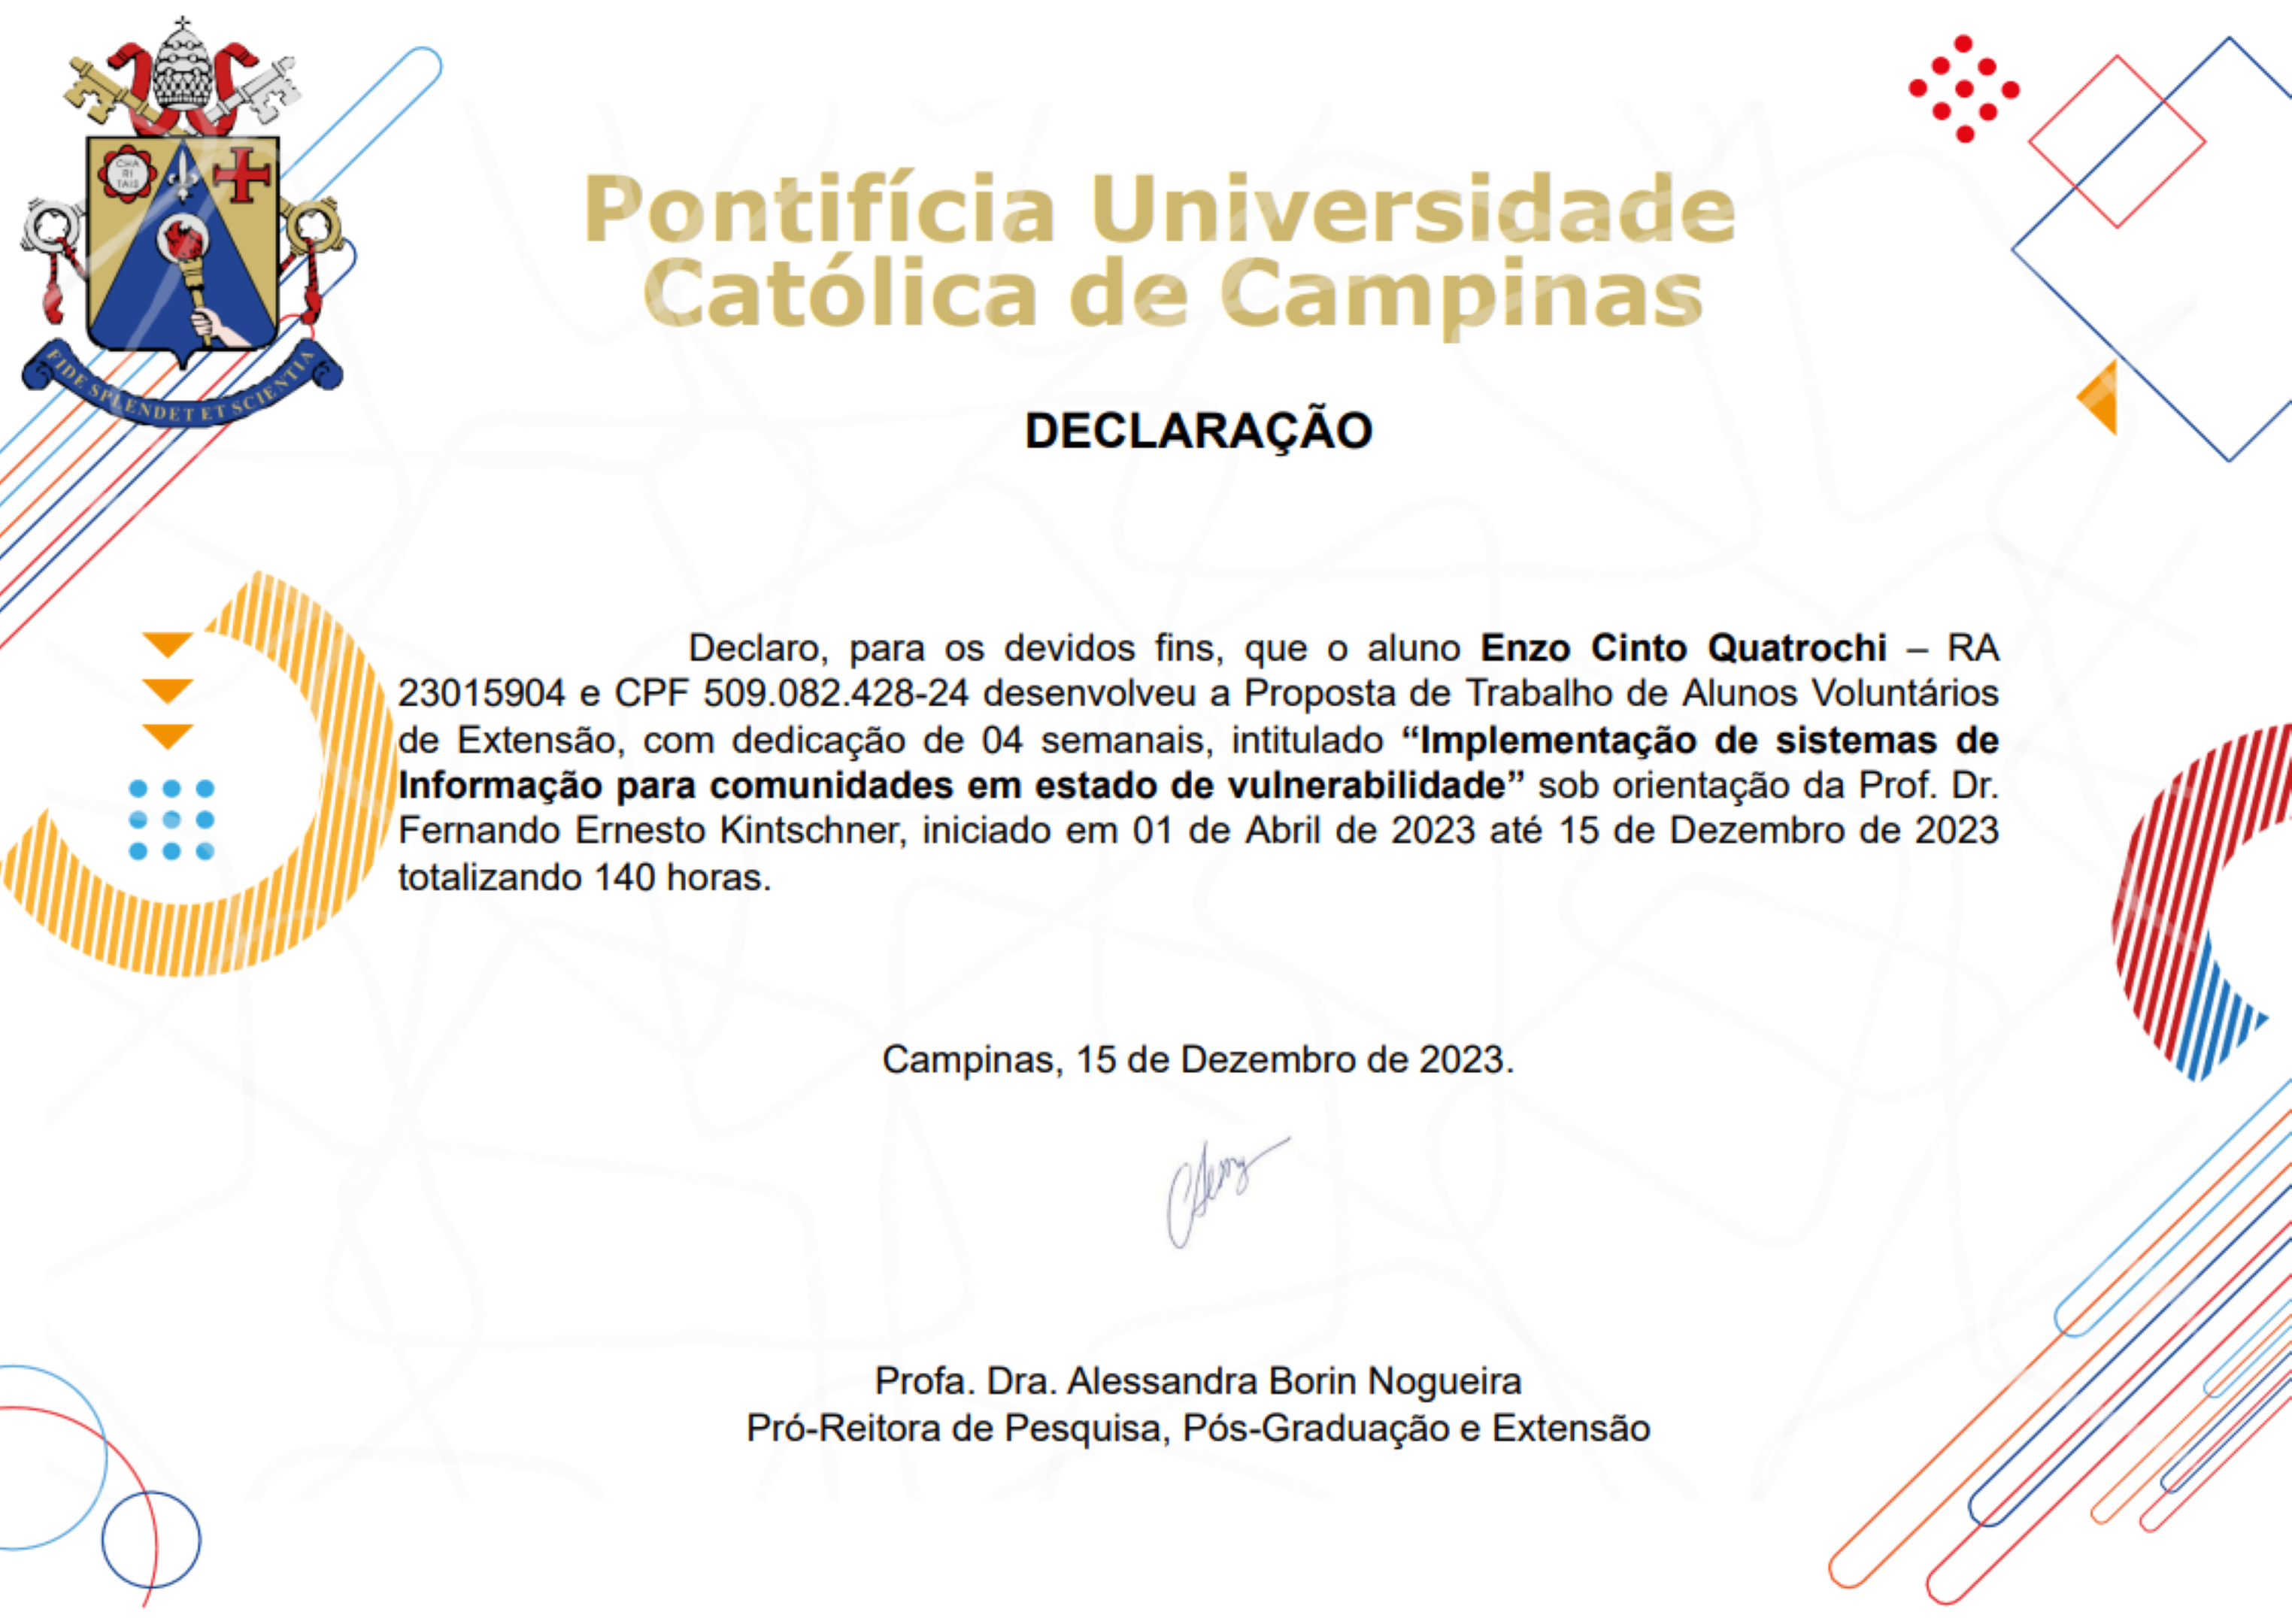 CHA
RI
TAIS
FIDE SPLENDET ET SCIENTIA
Pontifícia Universidade
Católica de Campinas
DECLARAÇÃO
Declaro, para os devidos fins, que o aluno Enzo Cinto Quatrochi – RA
23015904 e CPF 509.082.428-24 desenvolveu a Proposta de Trabalho de Alunos Voluntários
de Extensão, com dedicação de 04 semanais, intitulado “Implementação de sistemas de
Informação para comunidades em estado de vulnerabilidade” sob orientação da Prof. Dr.
Fernando Ernesto Kintschner, iniciado em 01 de Abril de 2023 até 15 de Dezembro de 2023
totalizando 140 horas.
Campinas, 15 de Dezembro de 2023.
Profa. Dra. Alessandra Borin Nogueira
Pró-Reitora de Pesquisa, Pós-Graduação e Extensão